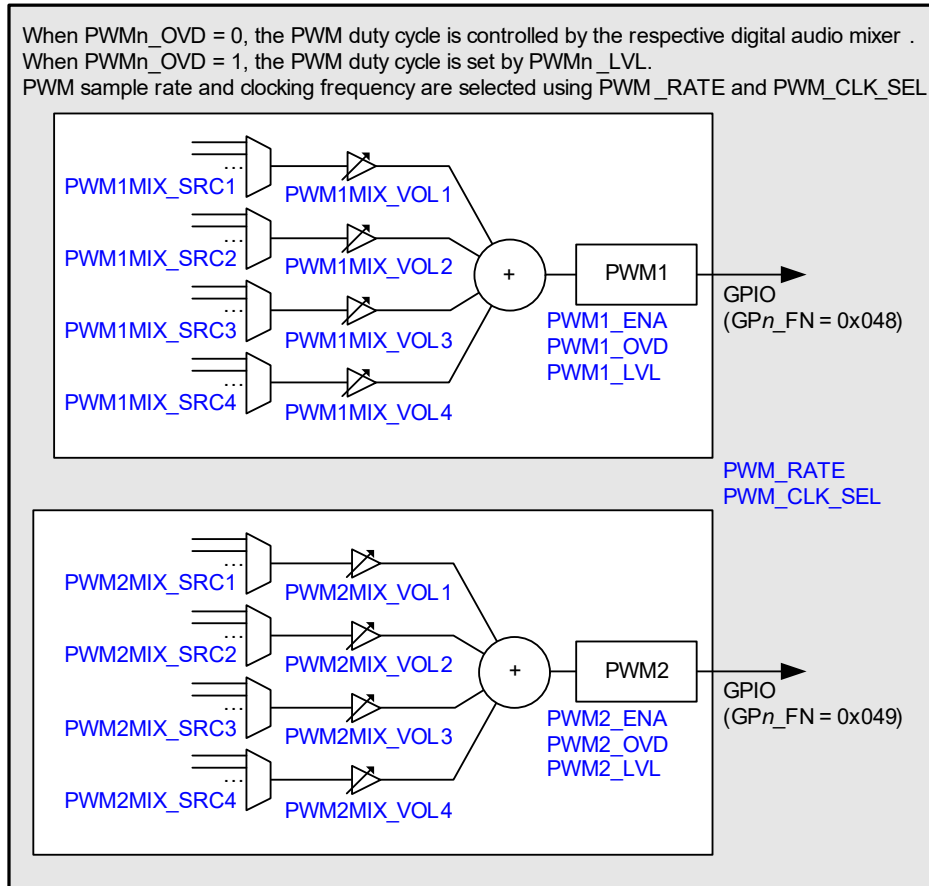 When PWMn_OVD = 0, the PWM duty cycle is controlled by the respective digital audio mixer .
When PWMn_OVD = 1, the PWM duty cycle is set by PWMn _LVL.
PWM sample rate and clocking frequency are selected using PWM _RATE and PWM_CLK_SEL
...
PWM1MIX_SRC1
PWM1MIX_VOL1
...
PWM1MIX_SRC2
PWM1MIX_VOL2
...
PWM1MIX_SRC3
PWM1MIX_VOL3
...
PWM1MIX_SRC4
PWM1MIX_VOL4
+
PWM1
PWM1_ENA
PWM1_OVD
PWM1_LVL
GPIO
(GPn_FN = 0x048)
PWM_RATE
PWM_CLK_SEL
...
PWM2MIX_SRC1
PWM2MIX_VOL1
...
PWM2MIX_SRC2
PWM2MIX_VOL2
...
PWM2MIX_SRC3
PWM2MIX_VOL3
...
PWM2MIX_SRC4
PWM2MIX_VOL4
+
PWM2
PWM2_ENA
PWM2_OVD
PWM2_LVL
GPIO
(GPn_FN = 0x049)